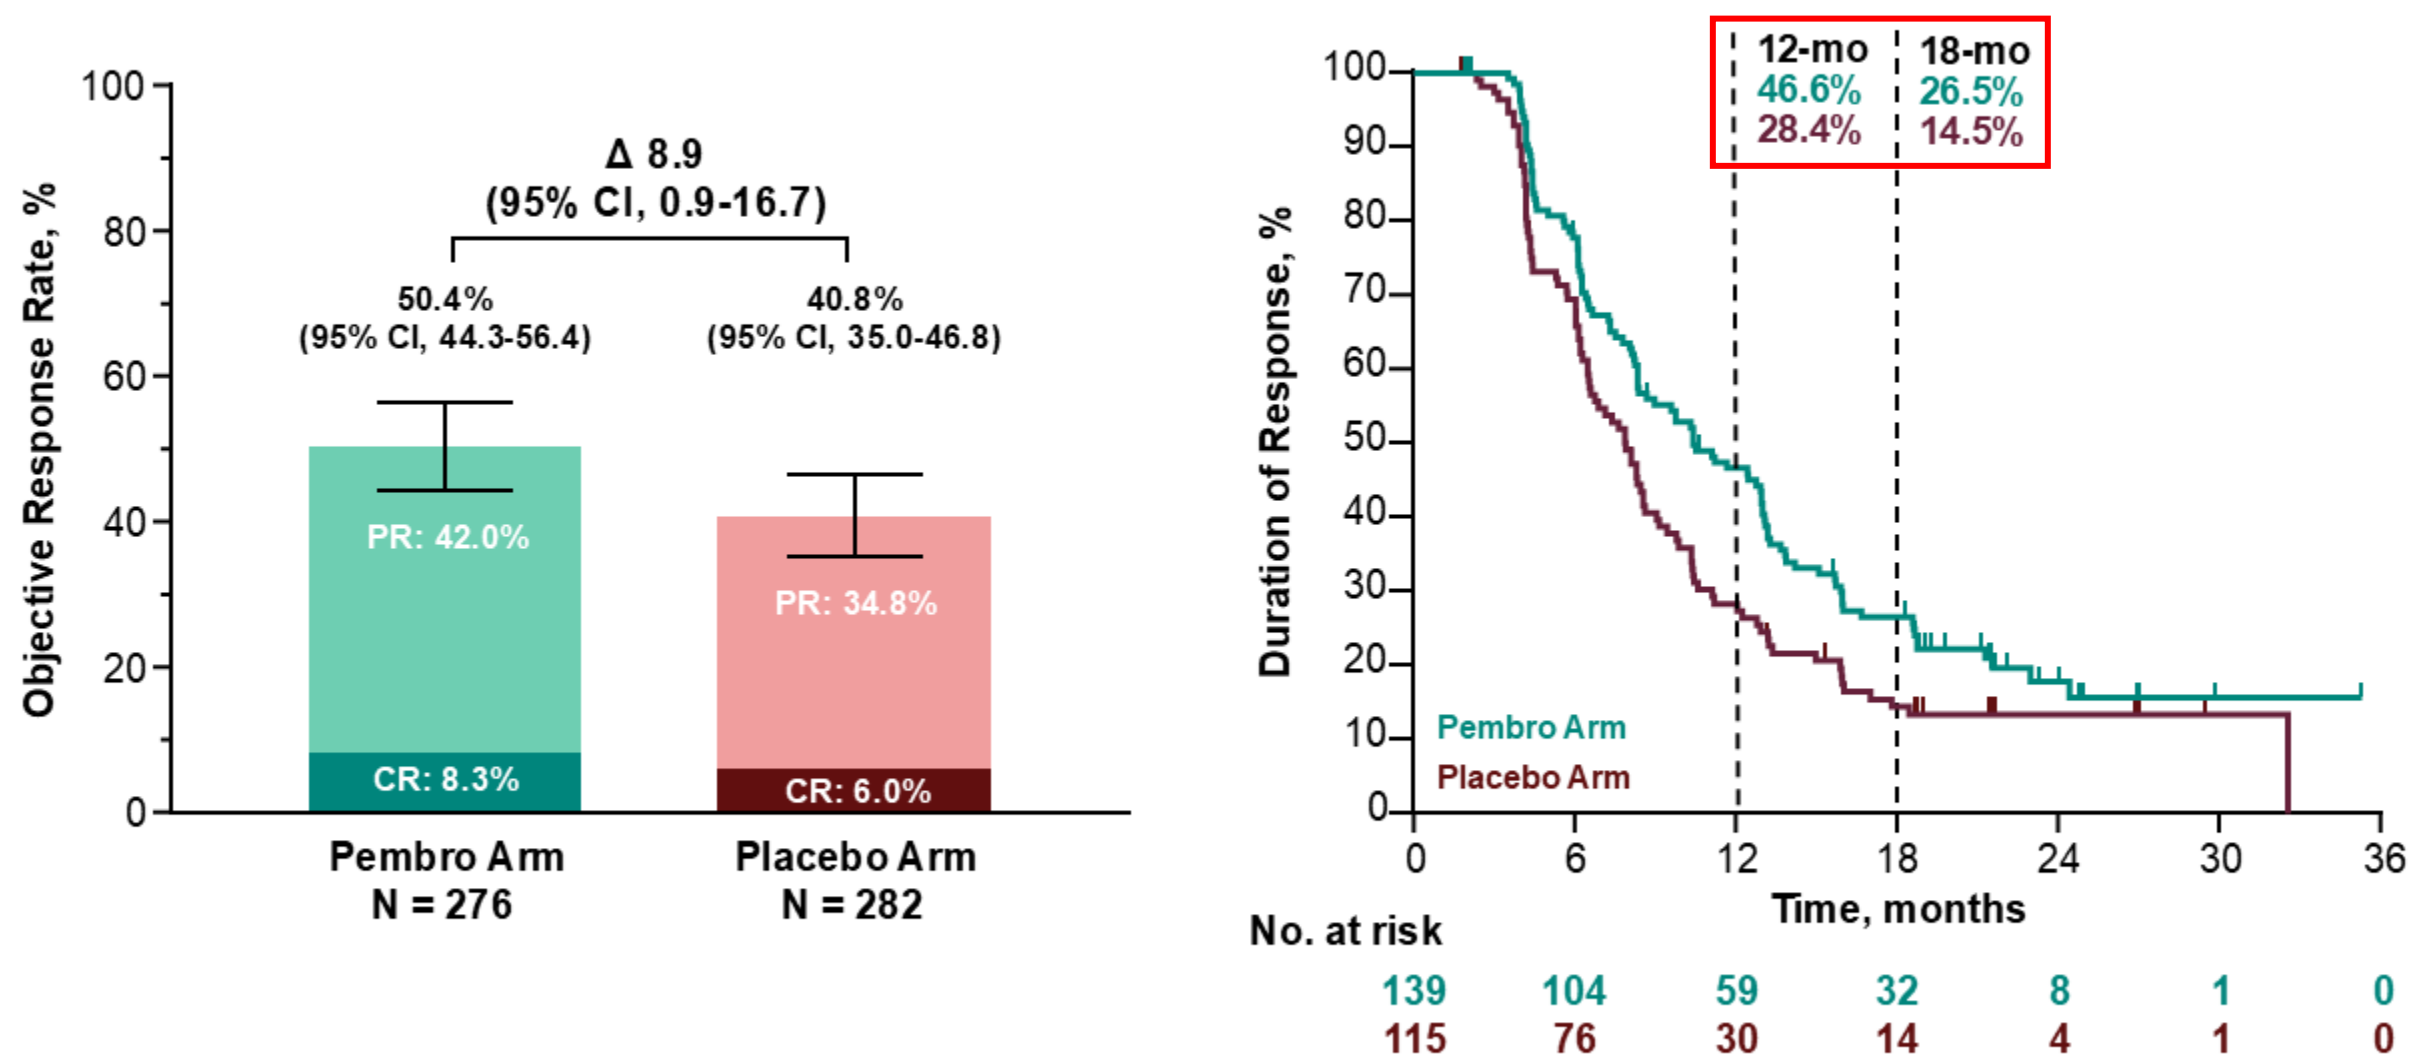 Objective Response Rate, %
100
80
60
40
20
0
Δ 8.9
(95% CI, 0.9-16.7)
50.4%
(95% CI, 44.3-56.4)
40.8%
(95% CI, 35.0-46.8)
PR: 42.0%
CR: 8.3%
PR: 34.8%
CR: 6.0%
Pembro Arm
N = 276
Placebo Arm
N = 282
Duration of Response, %
100
90
80
70
60
50
40
30
20
10
0
12-mo 18-mo
46.6% 26.5%
28.4% 14.5%
Pembro Arm
Placebo Arm
0 6 12 18 24 30 36
Time, months
No. at risk
139 104 59 32 8 1 0
115 76 30 14 4 1 0